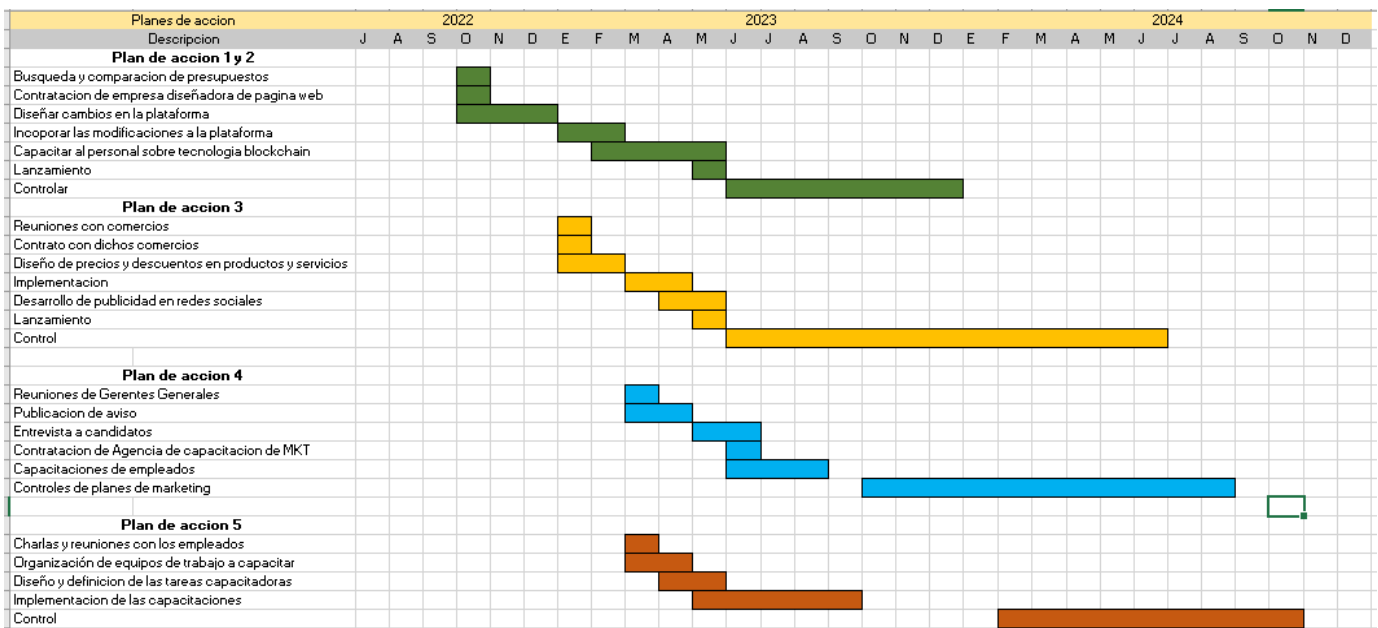 Planes de accion 2022 2023 2024
Descripcion J A S O N D E F M A M J J A S O N D E F M A M J J A S O N D
Plan de accion 1 y 2
Busqueda y comparacion de presupuestos
Contratacion de empresa diseñadora de pagina web
Diseñar cambios en la plataforma
Incoporar las modificaciones a la plataforma
Capacitar al personal sobre tecnologia blockchain
Lanzamiento
Controlar
Plan de accion 3
Reuniones con comercios
Contrato con dichos comercios
Diseño de precios y descuentos en productos y servicios
Implementacion
Desarrollo de publicidad en redes sociales
Lanzamiento
Control
Plan de accion 4
Reuniones de Gerentes Generales
Publicacion de aviso
Entrevista a candidatos
Contratacion de Agencia de capacitacion de MKT
Capacitaciones de empleados
Controles de planes de marketing
Plan de accion 5
Charlas y reuniones con los empleados
Organización de equipos de trabajo a capacitar
Diseño y definicion de las tareas capacitadoras
Implementacion de las capacitaciones
Control